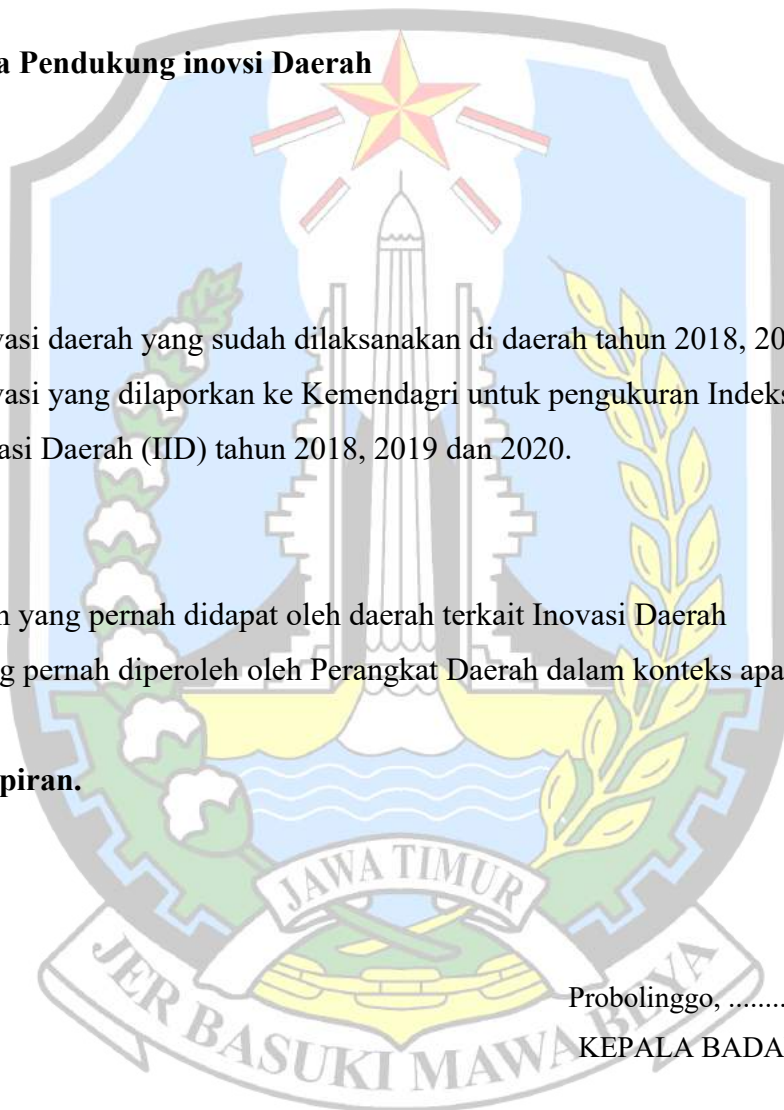 a Pendukung inovsi Daerah
vasi daerah yang sudah dilaksanakan di daerah tahun 2018, 20
vasi yang dilaporkan ke Kemendagri untuk pengukuran Indeks
asi Daerah (IID) tahun 2018, 2019 dan 2020.
n yang pernah didapat oleh daerah terkait Inovasi Daerah
g pernah diperoleh oleh Perangkat Daerah dalam konteks apa
piran.
JAWA TIMUR
JER BASUKI MAWA BEYA
Probolinggo, ........
KEPALA BADA